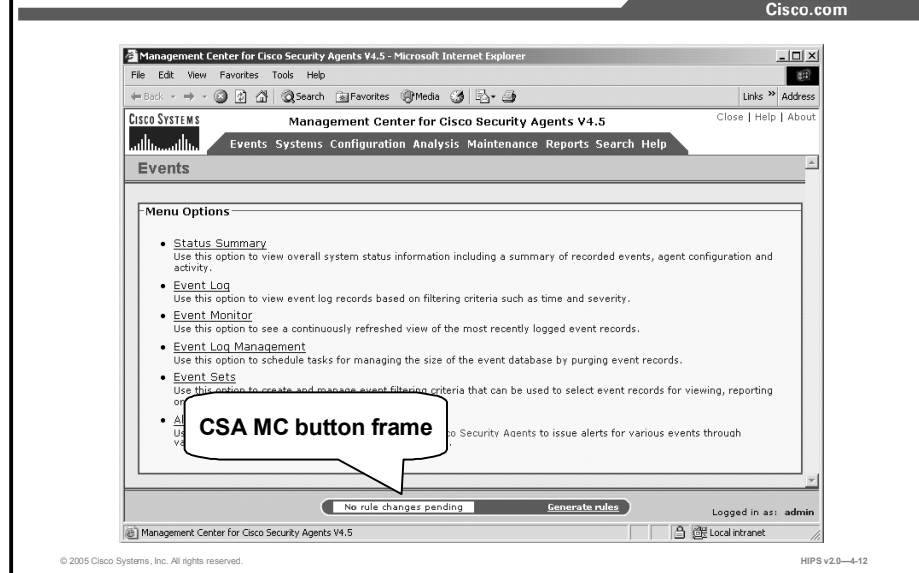 Cisco.com
Management Center for Cisco Security Agents V4.5 - Microsoft Internet Explorer
File Edit View Favorites Tools Help
Back Search Favorites Media Links » Address
CISCO SYSTEMS
Management Center for Cisco Security Agents V4.5
Close | Help | About
Events Systems Configuration Analysis Maintenance Reports Search Help
Events
Menu Options
• Status Summary
Use this option to view overall system status information including a summary of recorded events, agent configuration and
activity.
• Event Log
Use this option to view event log records based on filtering criteria such as time and severity.
• Event Monitor
Use this option to see a continuously refreshed view of the most recently logged event records.
• Event Log Management
Use this option to schedule tasks for managing the size of the event database by purging event records.
• Event Sets
Use this option to create and manage event filtering criteria that can be used to select event records for viewing, reporting
Security Agents to issue alerts for various events through
CSA MC button frame
No rule changes pending Generate rules
Logged in as: admin
Management Center for Cisco Security Agents V4.5 Local intranet
© 2005 Cisco Systems, Inc. All rights reserved.
HIPS v2.0—4-12